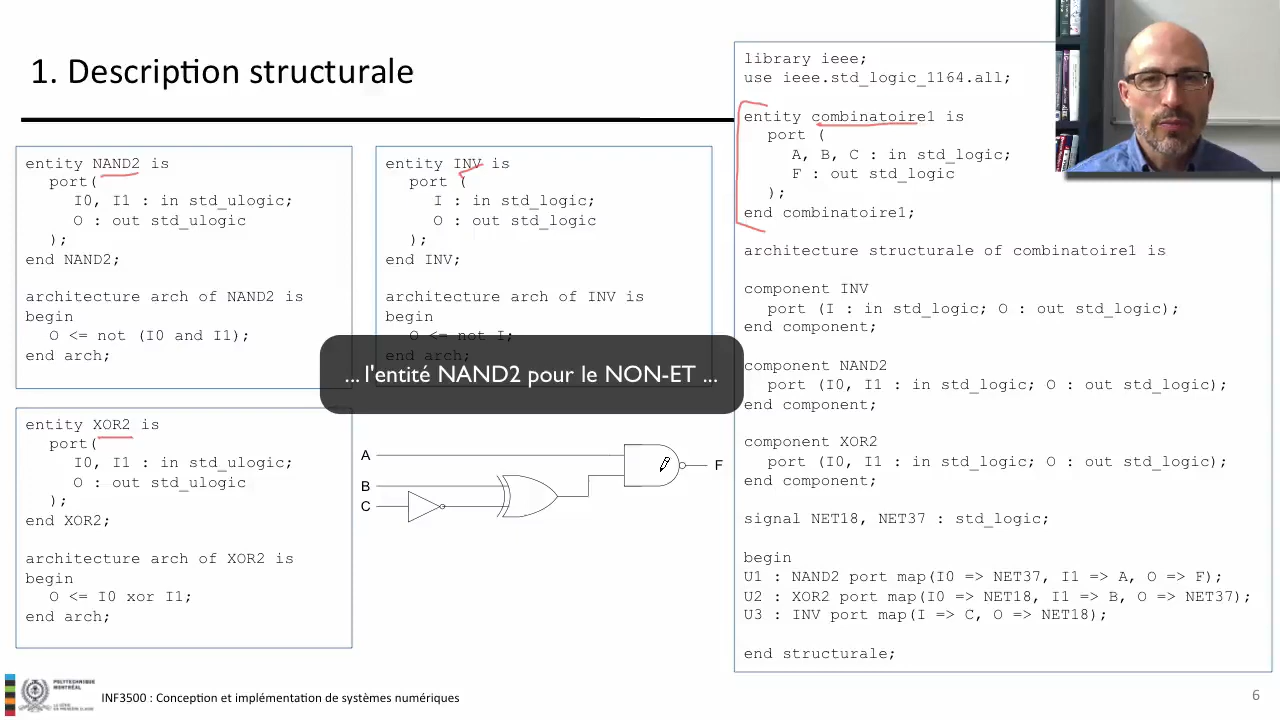 1. Description structurale
entity NAND2 is
port(
I0, I1 : in std_ulogic;
O : out std_ulogic
);
end NAND2;
architecture arch of NAND2 is
begin
O <= not (I0 and I1);
end arch;
entity INV is
port (
I : in std_logic;
O : out std_logic
);
end INV;
architecture arch of INV is
begin
O <= not I;
end arch;
... l'entité NAND2 pour le NON-ET ...
entity XOR2 is
port(
I0, I1 : in std_ulogic;
O : out std_ulogic
);
end XOR2;
architecture arch of XOR2 is
begin
O <= I0 xor I1;
end arch;
A
B
C
F
library ieee;
use ieee.std_logic_1164.all;
entity combinatoire1 is
port (
A, B, C : in std_logic;
F : out std_logic
);
end combinatoire1;
architecture structurale of combinatoire1 is
component INV
port (I : in std_logic; O : out std_logic);
end component;
component NAND2
port (I0, I1 : in std_logic; O : out std_logic);
end component;
component XOR2
port (I0, I1 : in std_logic; O : out std_logic);
end component;
signal NET18, NET37 : std_logic;
begin
U1 : NAND2 port map(I0 => NET37, I1 => A, O => F);
U2 : XOR2 port map(I0 => NET18, I1 => B, O => NET37);
U3 : INV port map(I => C, O => NET18);
end structurale;
POLYTECHNIQUE
MONTRÉAL
INF3500 : Conception et implémentation de systèmes numériques
6